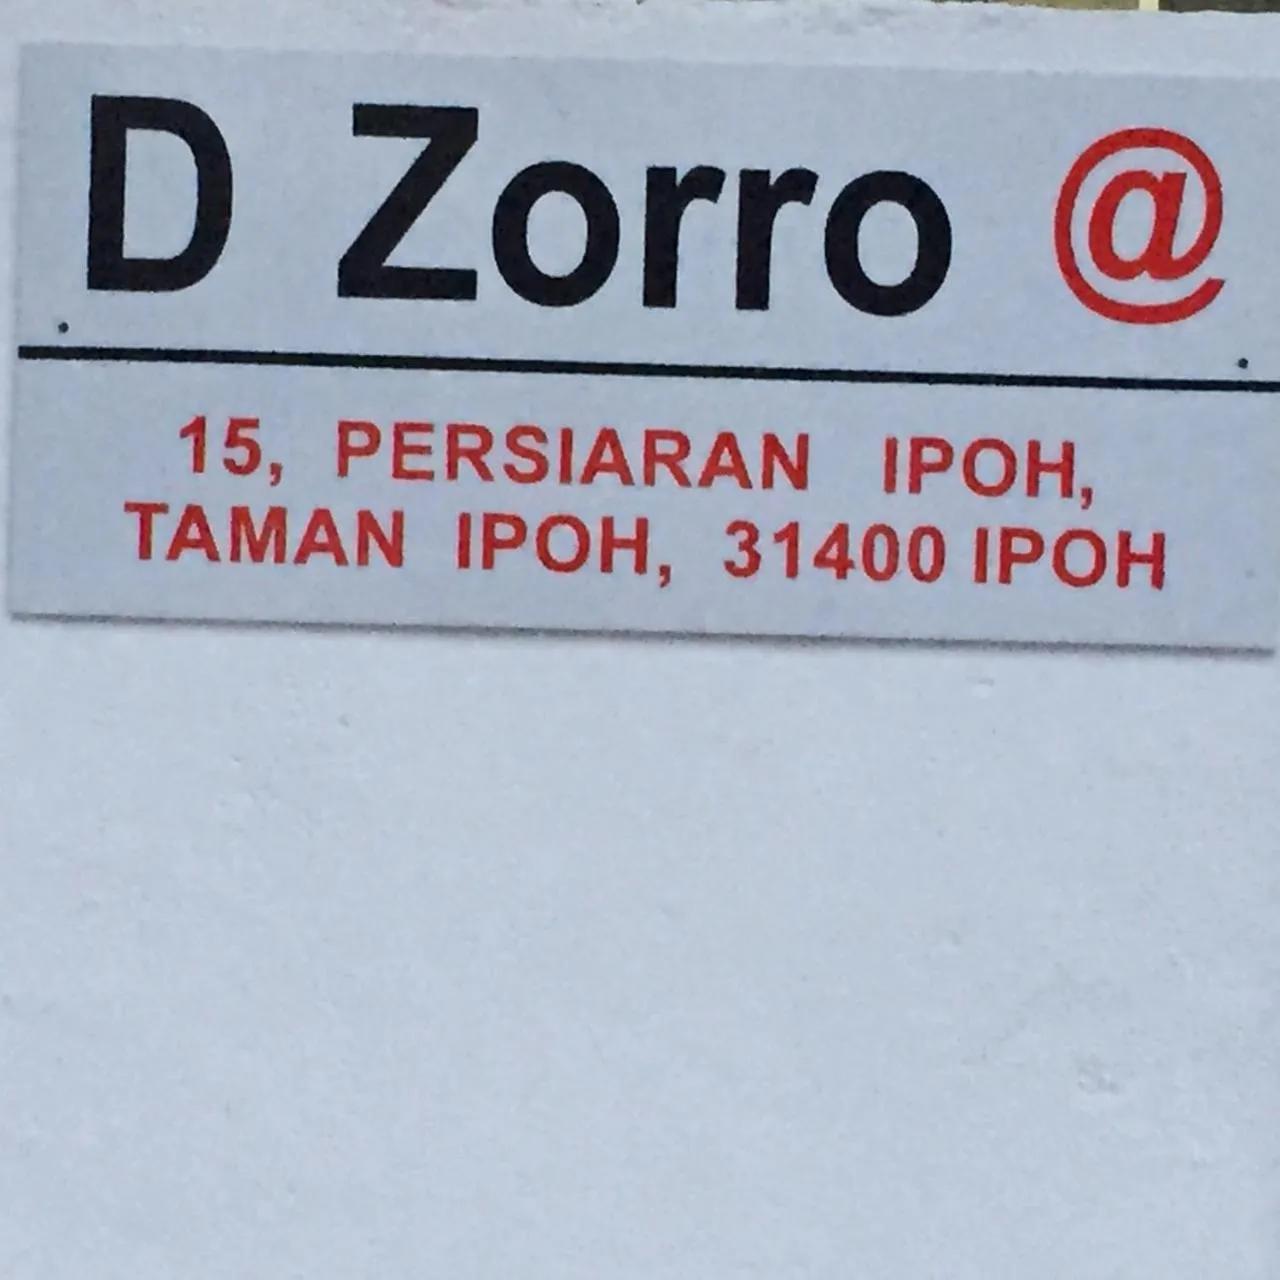 D Zorro @
15, PERSIARAN IPOH,
TAMAN IPOH, 31400 IPOH